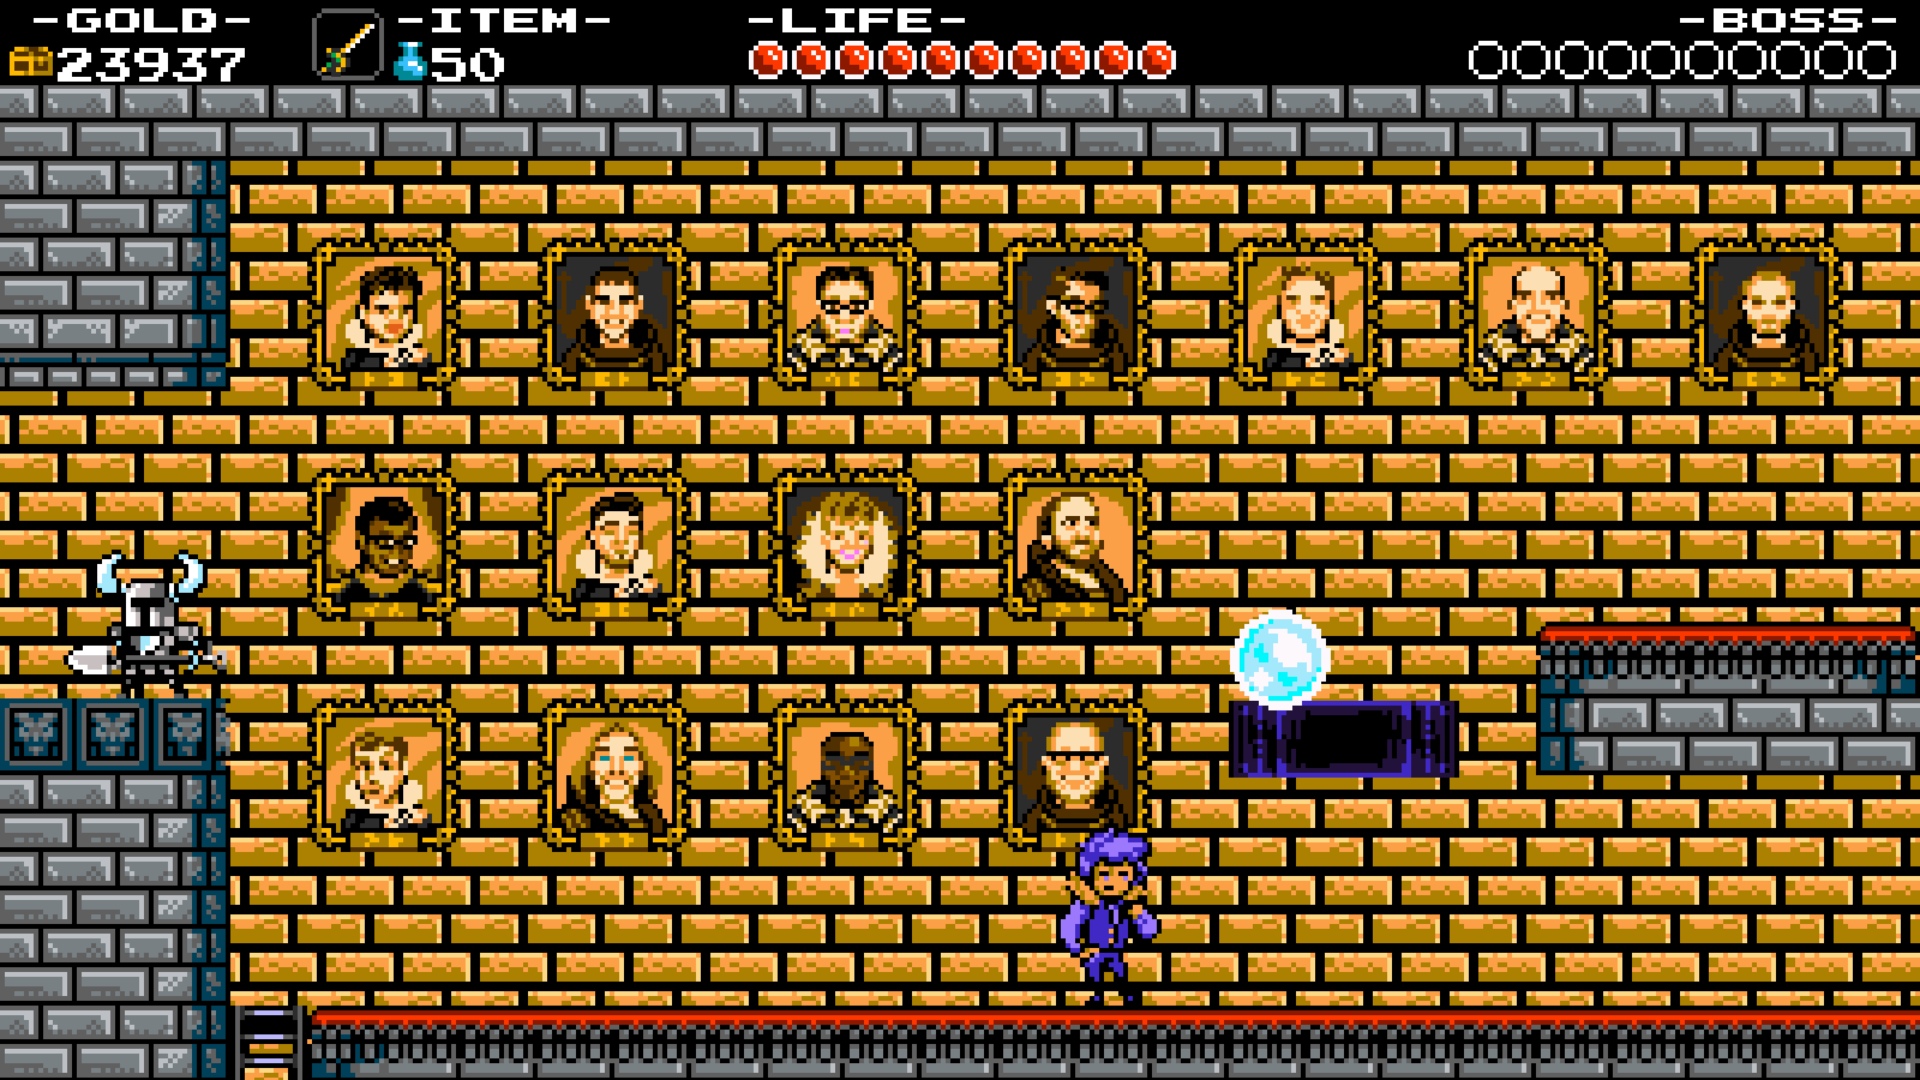 -GOLD-
23937
-ITEM-
50
-LIFE-
-BOSS-